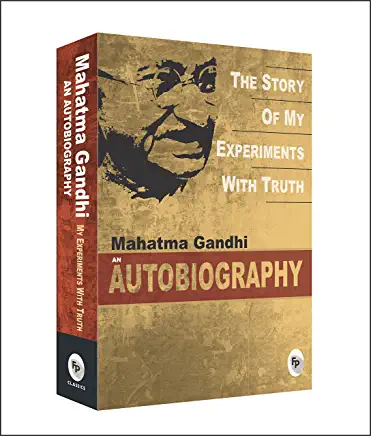 Mahatma Gandhi
AN AUTOBIOGRAPHY
MY EXPERIMENTS WITH TRUTH
FP
CLASSICS
THE STORY
OF MY
EXPERIMENTS
WITH TRUTH
Mahatma Gandhi
AN
AUTOBIOGRAPHY
FP